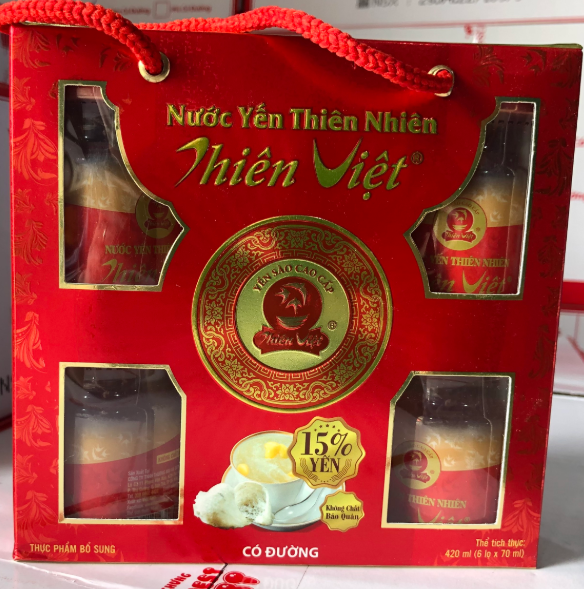 Nước Yến Thiên Nhiên
Thiên Việt®
NƯỚC YẾN THIÊN
YẾN THIÊN NHIÊN
Việt
YẾN SÀO CAO CẤP
Thiên Việt
®
15%
YẾN
Không Chất
Bảo Quản
THIÊN NHIÊN
THỰC PHẨM BỔ SUNG
CÓ ĐƯỜNG
Thể tích thực:
420 ml (6 lọ x 70 ml)